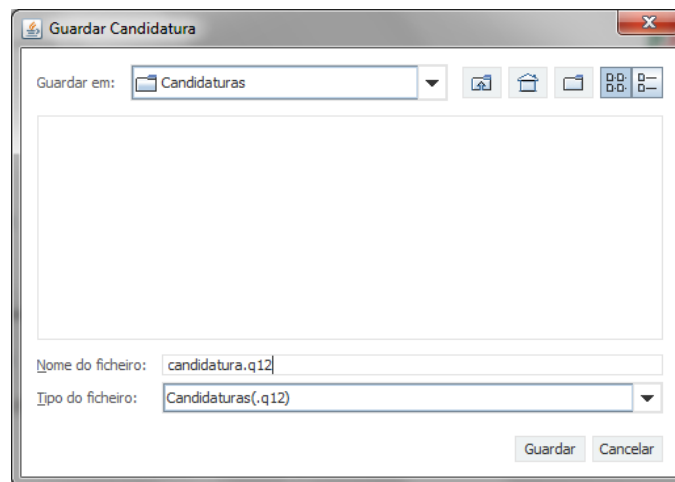 Guardar Candidatura
Guardar em: Candidaturas
Nome do ficheiro: candidatura.q12
Tipo do ficheiro: Candidaturas(.q12)
Guardar Cancelar